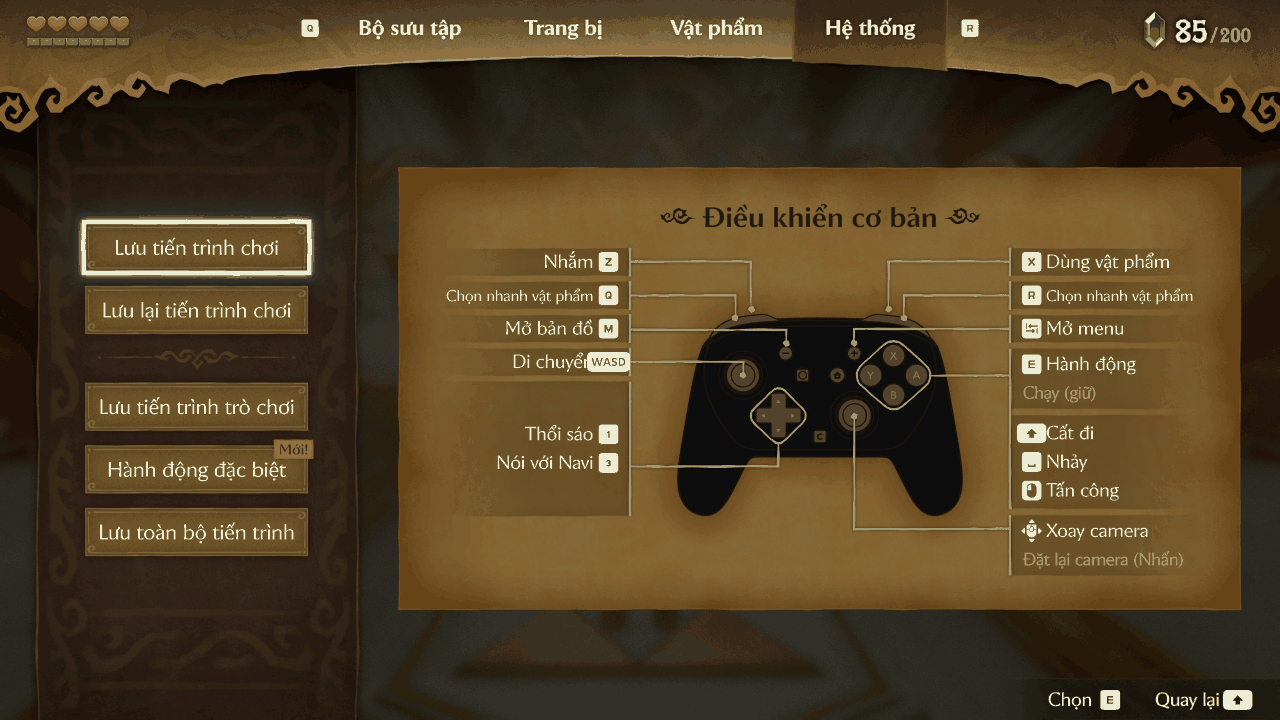 Q Bộ sưu tập Trang bị Vật phẩm Hệ thống R 85/200
Lưu tiến trình chơi
Lưu lại tiến trình chơi
Lưu tiến trình trò chơi
Mới!
Hành động đặc biệt
Lưu toàn bộ tiến trình
Điều khiển cơ bản
Nhắm Z
Chọn nhanh vật phẩm Q
Mở bản đồ M
Di chuyển WASD
Thổi sáo 1
Nói với Navi 3
X
Y A
B
C
X Dùng vật phẩm
R Chọn nhanh vật phẩm
Mở menu
E Hành động
Chạy (giữ)
Cất đi
Nhảy
Tấn công
Xoay camera
Đặt lại camera (Nhấn)
Chọn E Quay lại